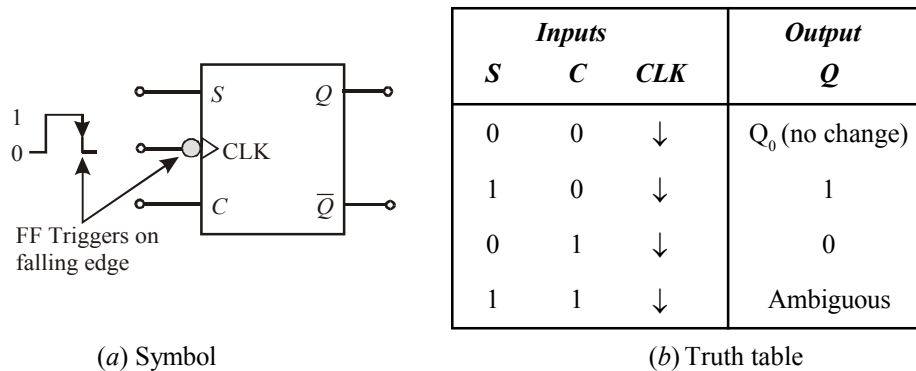 1
0
S
Q
CLK
C
Q̅
FF Triggers on
falling edge
(a) Symbol
Inputs Output
S C CLK Q
0 0 ↓ Q₀ (no change)
1 0 ↓ 1
0 1 ↓ 0
1 1 ↓ Ambiguous
(b) Truth table